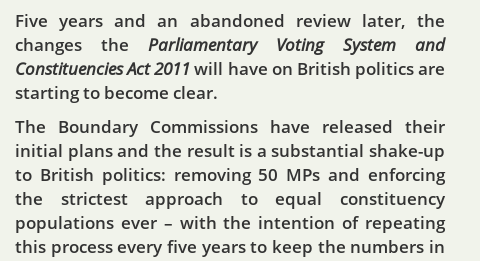 Five years and an abandoned review later, the
changes the Parliamentary Voting System and
Constituencies Act 2011 will have on British politics are
starting to become clear.
The Boundary Commissions have released their
initial plans and the result is a substantial shake-up
to British politics: removing 50 MPs and enforcing
the strictest approach to equal constituency
populations ever – with the intention of repeating
this process every five years to keep the numbers in